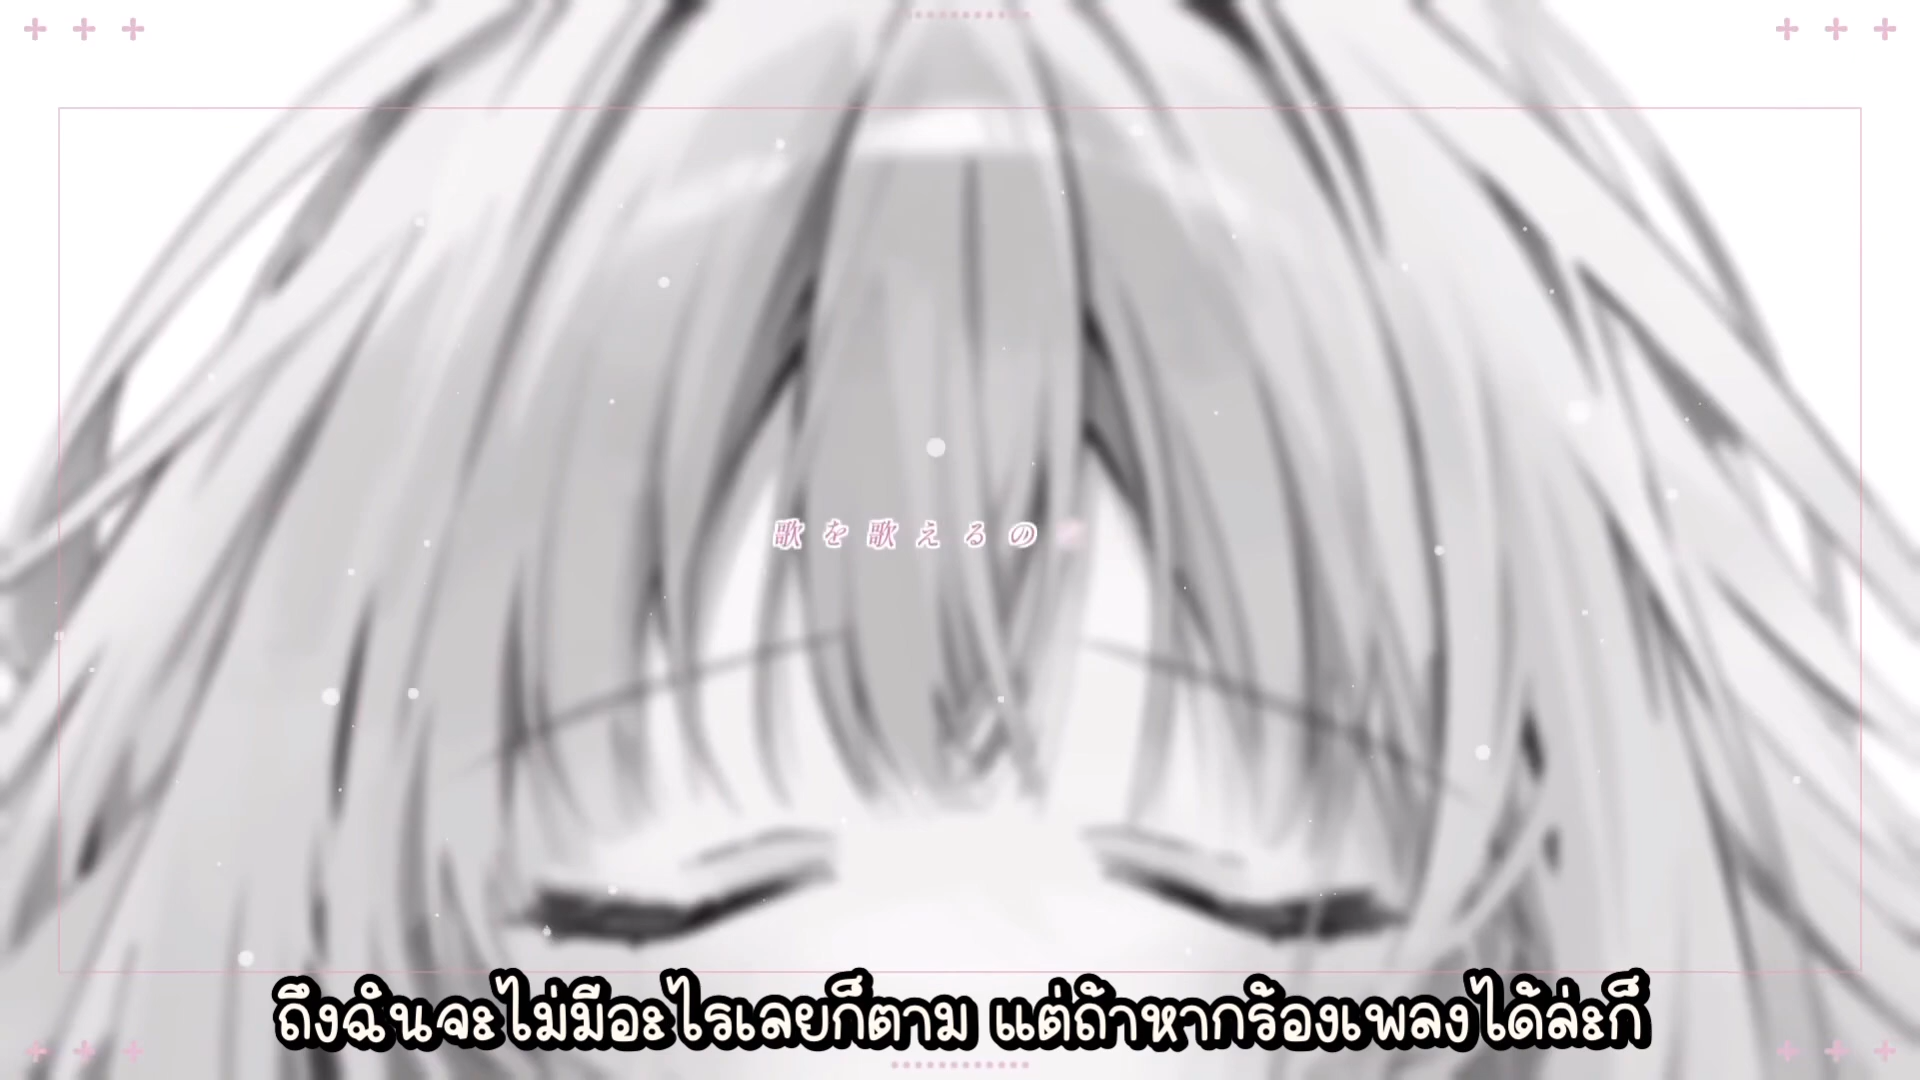 歌を歌えるの
ถึงฉันจะไม่มีอะไรเลยก็ตาม แต่ถ้าหากร้องเพลงได้ล่ะก็